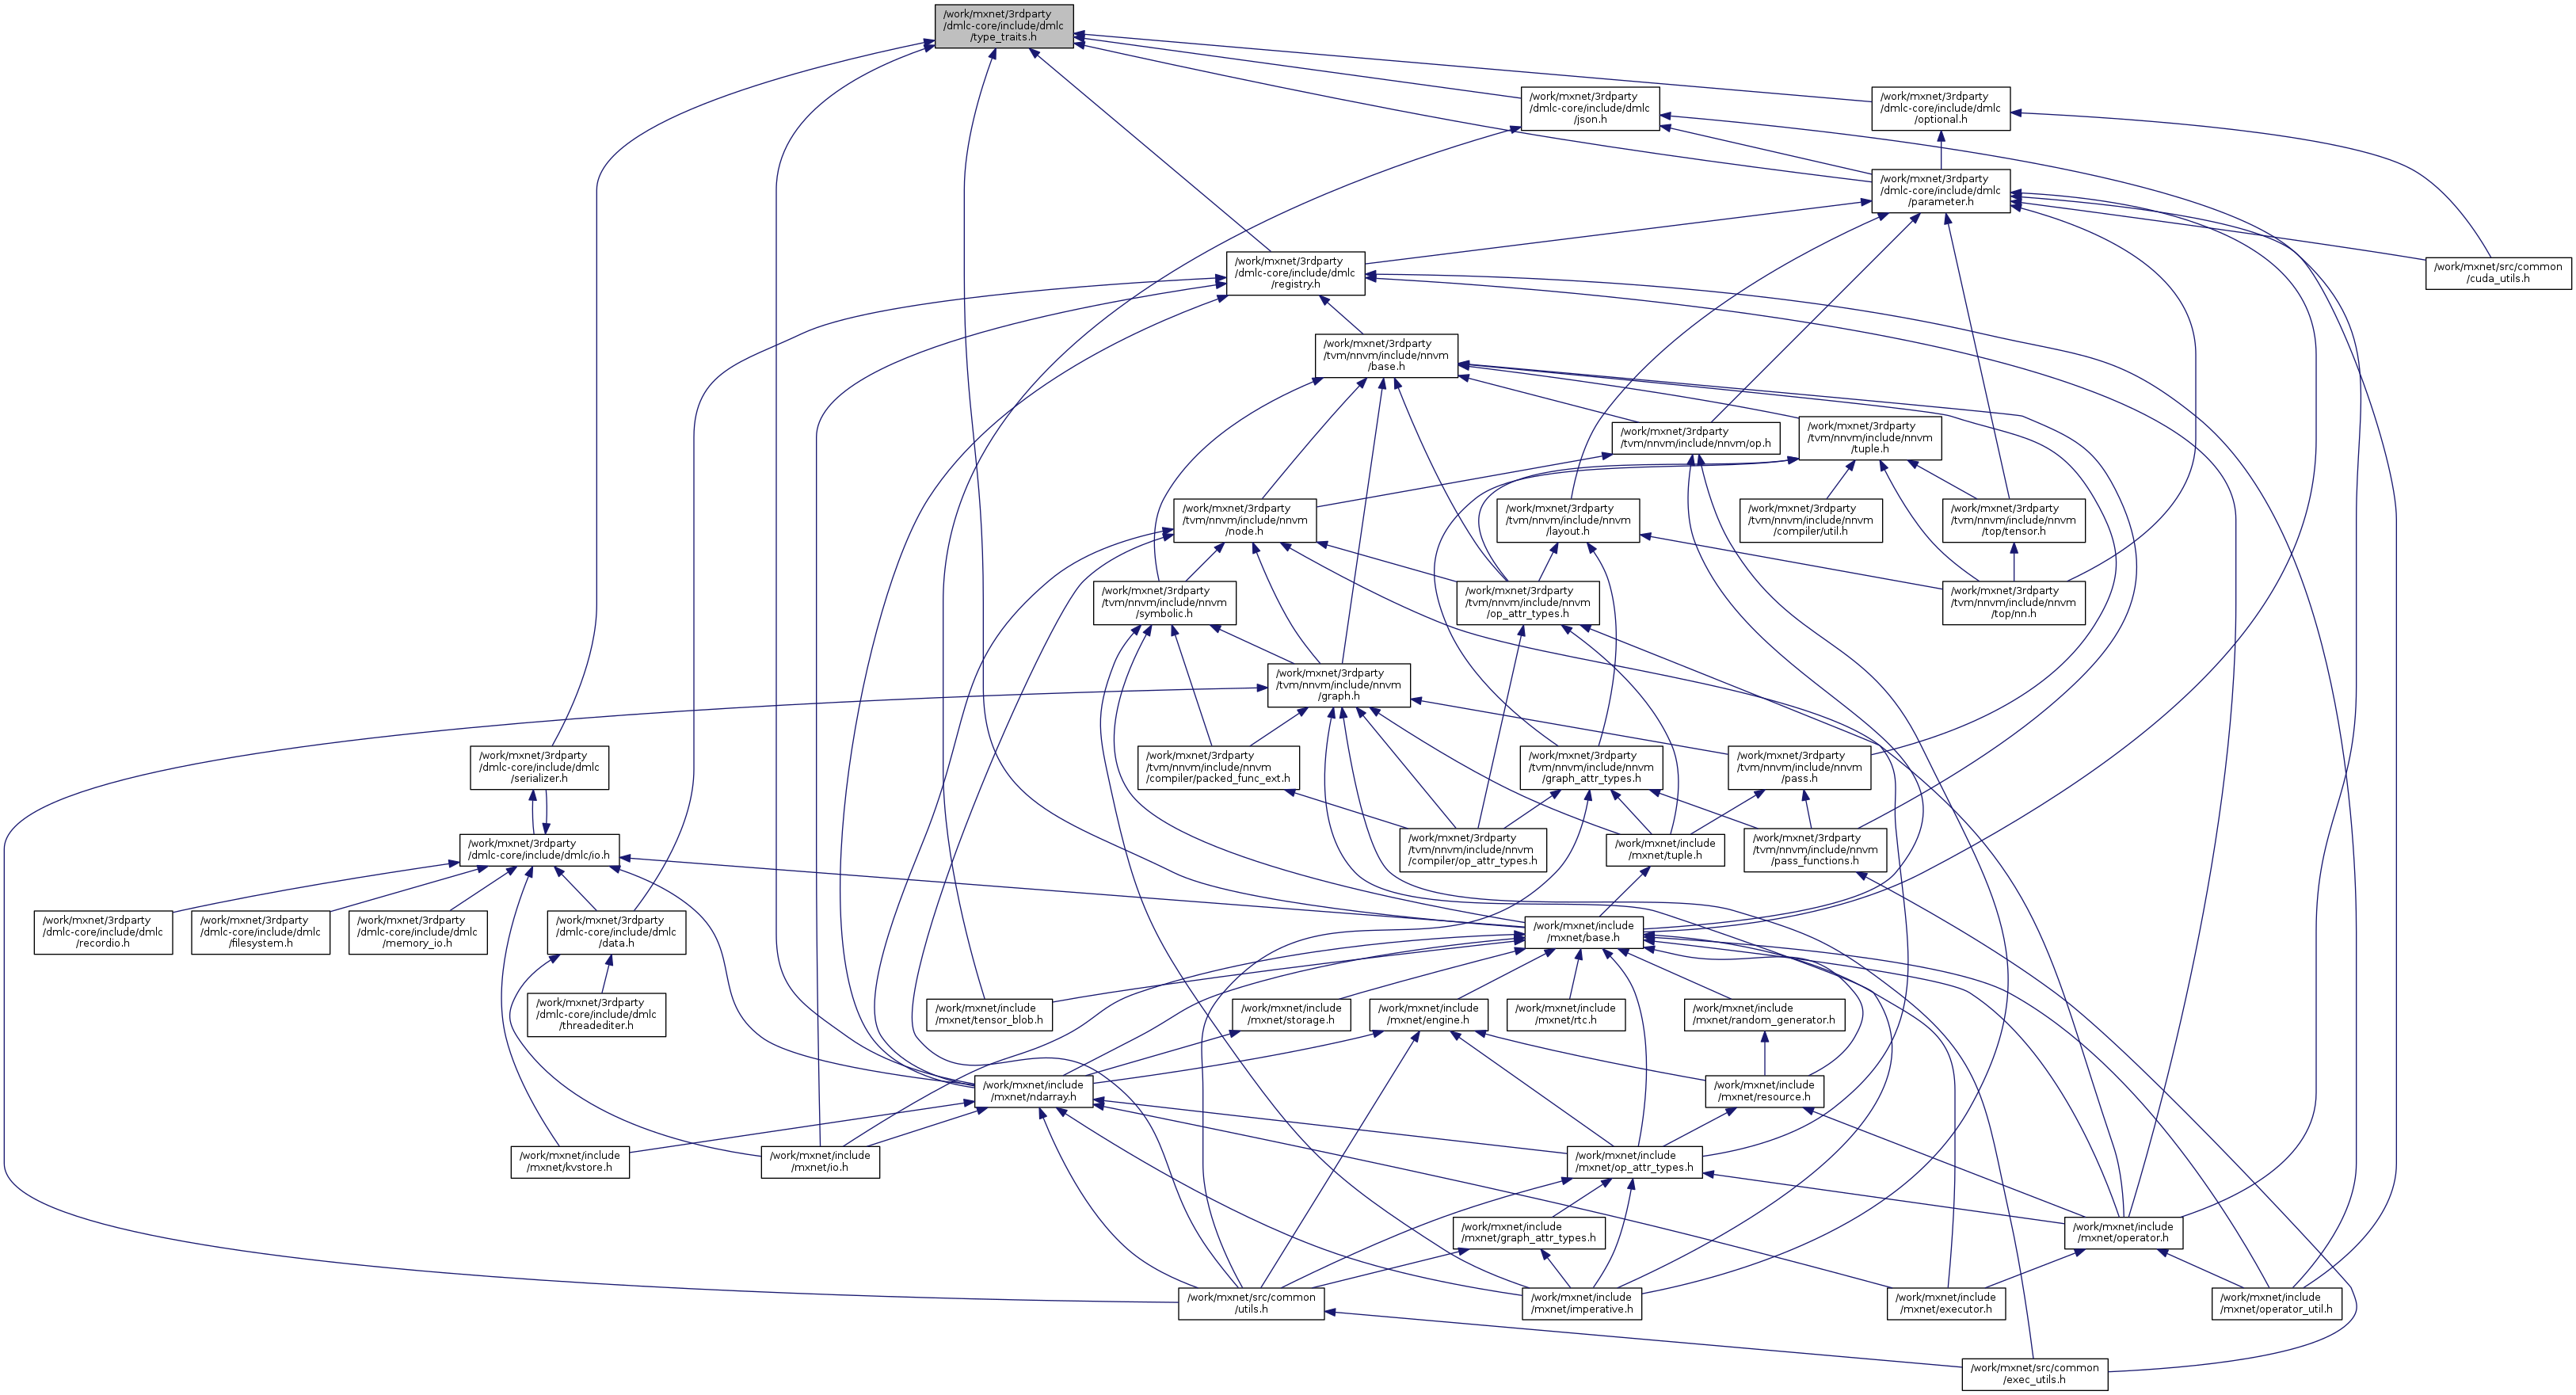 /work/mxnet/3rdparty
/dmlc-core/include/dmlc
/type_traits.h
/work/mxnet/3rdparty
/dmlc-core/include/dmlc
/json.h
/work/mxnet/3rdparty
/dmlc-core/include/dmlc
/optional.h
/work/mxnet/3rdparty
/dmlc-core/include/dmlc
/parameter.h
/work/mxnet/3rdparty
/dmlc-core/include/dmlc
/registry.h
/work/mxnet/src/common
/cuda_utils.h
/work/mxnet/3rdparty
/tvm/nnvm/include/nnvm
/base.h
/work/mxnet/3rdparty
/tvm/nnvm/include/nnvm/op.h
/work/mxnet/3rdparty
/tvm/nnvm/include/nnvm
/tuple.h
/work/mxnet/3rdparty
/tvm/nnvm/include/nnvm
/node.h
/work/mxnet/3rdparty
/tvm/nnvm/include/nnvm
/layout.h
/work/mxnet/3rdparty
/tvm/nnvm/include/nnvm
/compiler/util.h
/work/mxnet/3rdparty
/tvm/nnvm/include/nnvm
/top/tensor.h
/work/mxnet/3rdparty
/tvm/nnvm/include/nnvm
/symbolic.h
/work/mxnet/3rdparty
/tvm/nnvm/include/nnvm
/op_attr_types.h
/work/mxnet/3rdparty
/tvm/nnvm/include/nnvm
/top/nn.h
/work/mxnet/3rdparty
/tvm/nnvm/include/nnvm
/graph.h
/work/mxnet/3rdparty
/dmlc-core/include/dmlc
/serializer.h
/work/mxnet/3rdparty
/tvm/nnvm/include/nnvm
/compiler/packed_func_ext.h
/work/mxnet/3rdparty
/tvm/nnvm/include/nnvm
/graph_attr_types.h
/work/mxnet/3rdparty
/tvm/nnvm/include/nnvm
/pass.h
/work/mxnet/3rdparty
/dmlc-core/include/dmlc/io.h
/work/mxnet/3rdparty
/tvm/nnvm/include/nnvm
/compiler/op_attr_types.h
/work/mxnet/include
/mxnet/tuple.h
/work/mxnet/3rdparty
/tvm/nnvm/include/nnvm
/pass_functions.h
/work/mxnet/3rdparty
/dmlc-core/include/dmlc
/recordio.h
/work/mxnet/3rdparty
/dmlc-core/include/dmlc
/filesystem.h
/work/mxnet/3rdparty
/dmlc-core/include/dmlc
/memory_io.h
/work/mxnet/3rdparty
/dmlc-core/include/dmlc
/data.h
/work/mxnet/include
/mxnet/base.h
/work/mxnet/3rdparty
/dmlc-core/include/dmlc
/threadediter.h
/work/mxnet/include
/mxnet/tensor_blob.h
/work/mxnet/include
/mxnet/storage.h
/work/mxnet/include
/mxnet/engine.h
/work/mxnet/include
/mxnet/rtc.h
/work/mxnet/include
/mxnet/random_generator.h
/work/mxnet/include
/mxnet/ndarray.h
/work/mxnet/include
/mxnet/resource.h
/work/mxnet/include
/mxnet/kvstore.h
/work/mxnet/include
/mxnet/io.h
/work/mxnet/include
/mxnet/op_attr_types.h
/work/mxnet/include
/mxnet/graph_attr_types.h
/work/mxnet/include
/mxnet/operator.h
/work/mxnet/src/common
/utils.h
/work/mxnet/include
/mxnet/imperative.h
/work/mxnet/include
/mxnet/executor.h
/work/mxnet/include
/mxnet/operator_util.h
/work/mxnet/src/common
/exec_utils.h